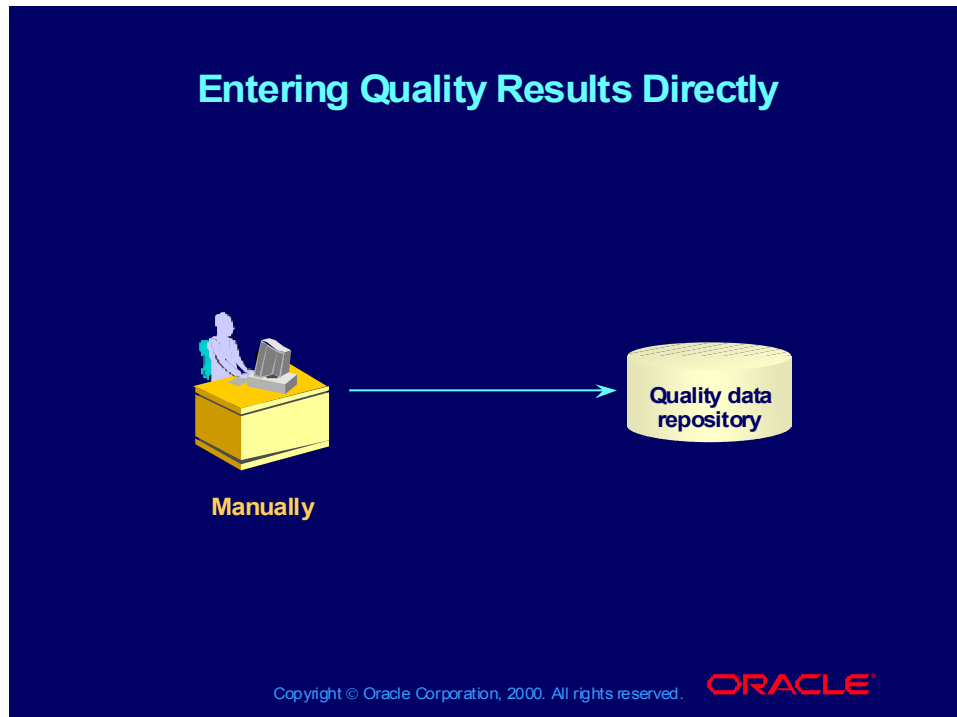 Entering Quality Results Directly
Quality data
repository
Manually
Copyright © Oracle Corporation, 2000. All rights reserved.
ORACLE®